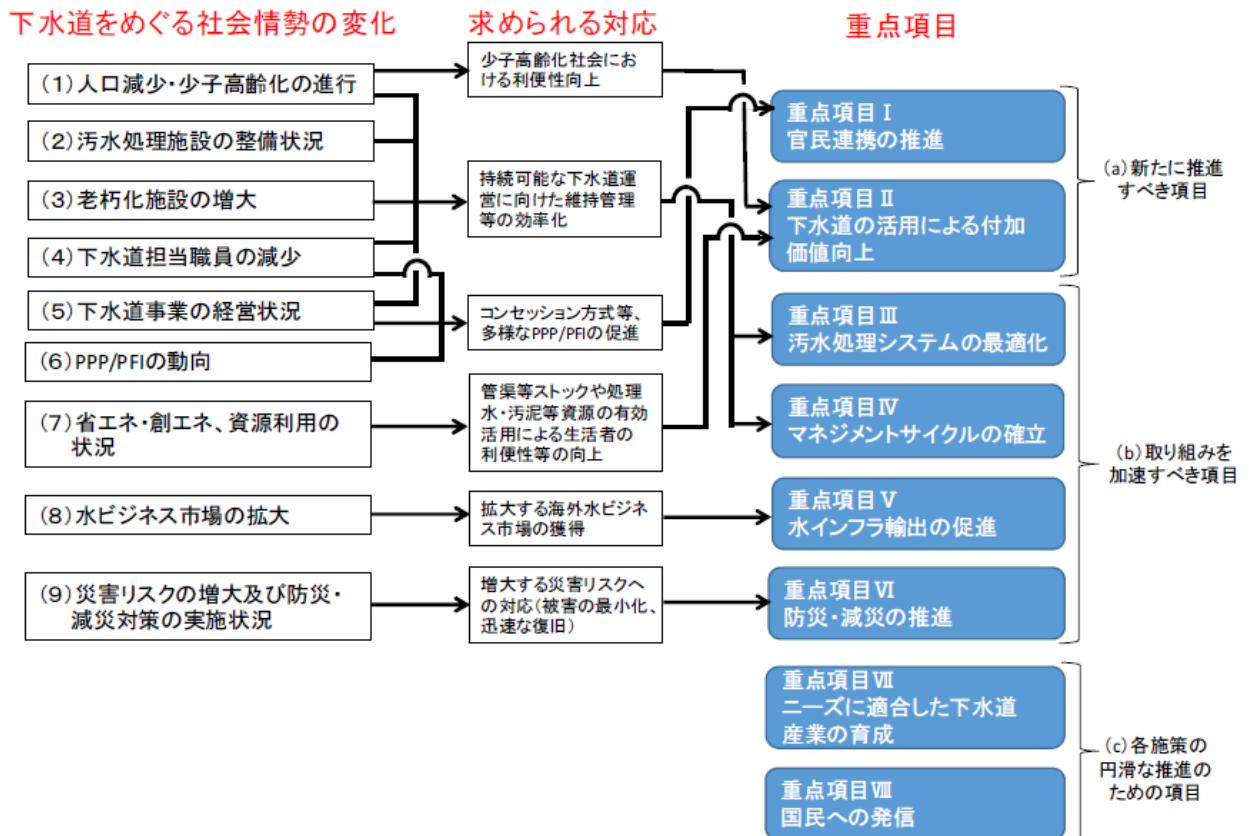 下水道をめぐる社会情勢の変化
求められる対応
重点項目
(1)人口減少・少子高齢化の進行
(2)汚水処理施設の整備状況
(3)老朽化施設の増大
(4)下水道担当職員の減少
(5)下水道事業の経営状況
(6)PPP/PFIの動向
(7)省エネ・創エネ、資源利用の
状況
(8)水ビジネス市場の拡大
(9)災害リスクの増大及び防災・
減災対策の実施状況
少子高齢化社会にお
ける利便性向上
持続可能な下水道運
営に向けた維持管理
等の効率化
コンセッション方式等、
多様なPPP/PFIの促進
管渠等ストックや処理
水・汚泥等資源の有効
活用による生活者の
利便性等の向上
拡大する海外水ビジネ
ス市場の獲得
増大する災害リスクへ
の対応(被害の最小化、
迅速な復旧)
重点項目Ⅰ
官民連携の推進
重点項目Ⅱ
下水道の活用による付加
価値向上
重点項目Ⅲ
汚水処理システムの最適化
重点項目Ⅳ
マネジメントサイクルの確立
重点項目Ⅴ
水インフラ輸出の促進
重点項目Ⅵ
防災・減災の推進
重点項目Ⅶ
ニーズに適合した下水道
産業の育成
重点項目Ⅷ
国民への発信
(a)新たに推進
すべき項目
(b)取り組みを
加速すべき項目
(c)各施策の
円滑な推進の
ための項目